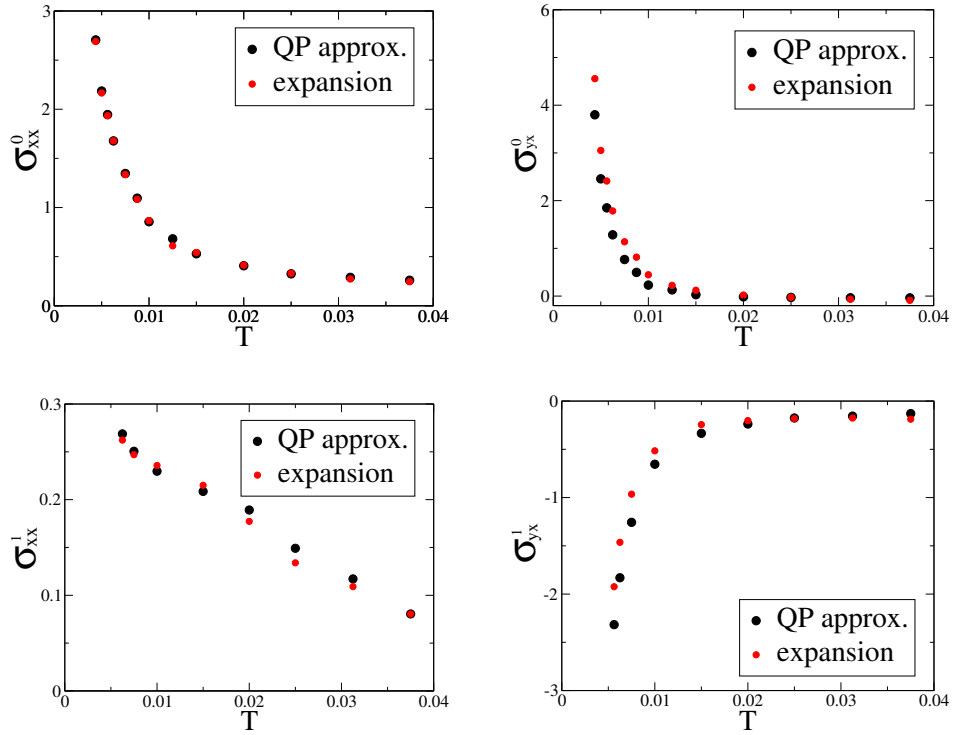 3
2
1
0
0
0.01
0.02
0.03
0.04
T
σ⁰xx
QP approx.
expansion
6
4
2
0
0
0.01
0.02
0.03
0.04
T
σ⁰yx
QP approx.
expansion
0.3
0.2
0.1
0
0
0.01
0.02
0.03
0.04
T
σ¹xx
QP approx.
expansion
0
-1
-2
-3
0
0.01
0.02
0.03
0.04
T
σ¹yx
QP approx.
expansion